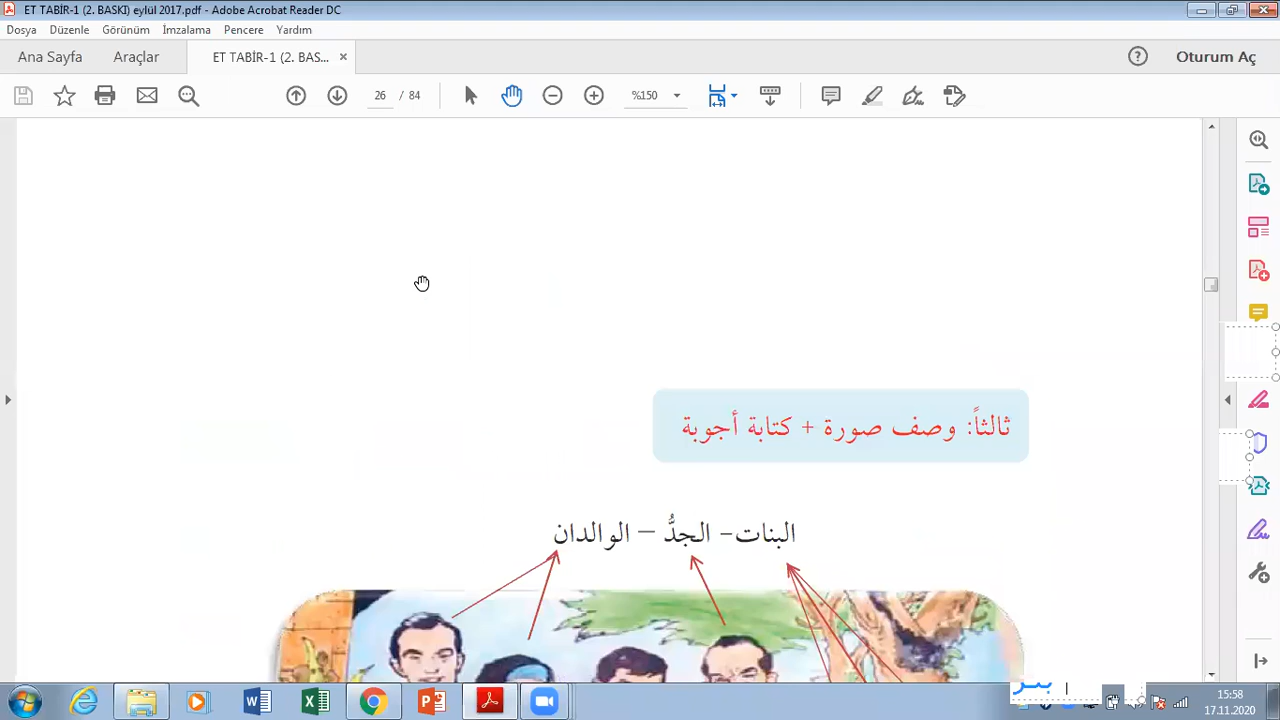 ET TABİR-1 (2. BASKI) eylül 2017.pdf - Adobe Acrobat Reader DC
Dosya Düzenle Görünüm İmzalama Pencere Yardım
Ana Sayfa Araçlar ET TABİR-1 (2. BAS... Oturum Aç
26 / 84 %150
ثالثاً: وصف صورة + كتابة أجوبة
البنات- الجدُّ – الوالدان
15:58
17.11.2020